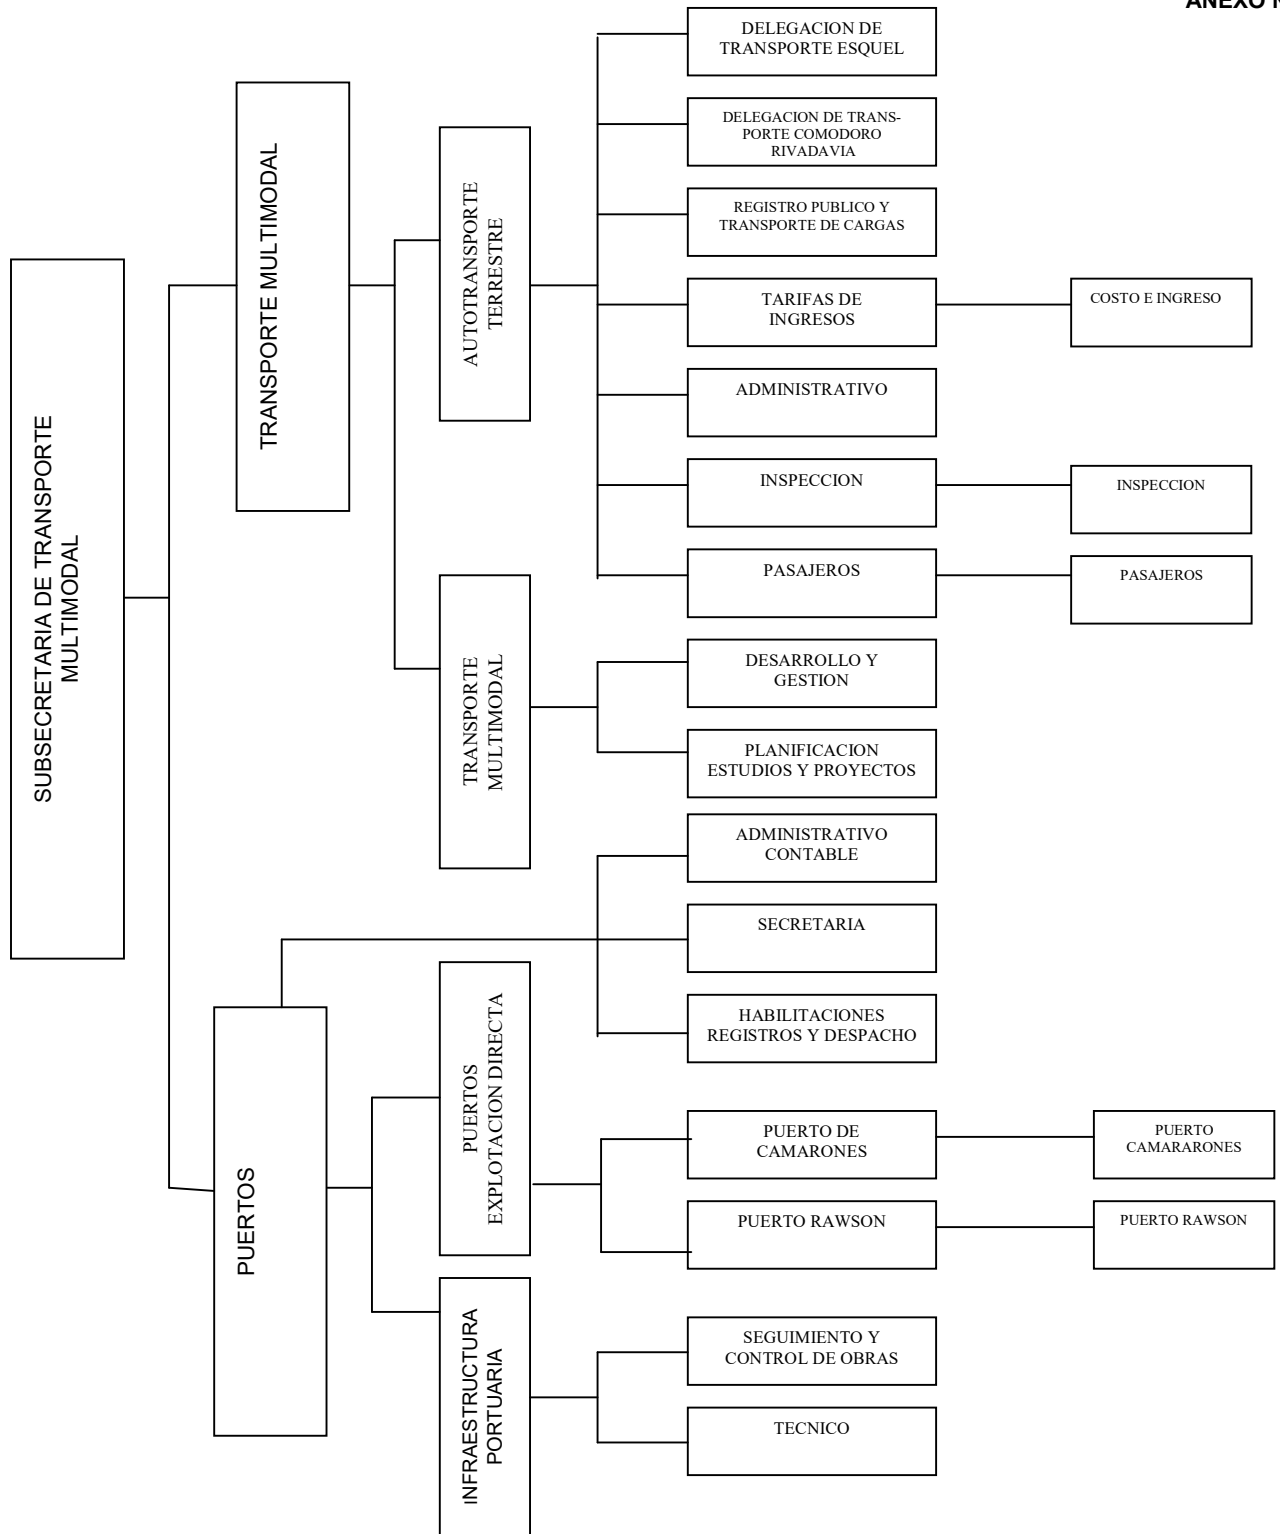 ANEXO N
SUBSECRETARIA DE TRANSPORTE
MULTIMODAL
TRANSPORTE MULTIMODAL
AUTOTRANSPORTE
TERRESTRE
DELEGACION DE
TRANSPORTE ESQUEL
DELEGACION DE TRANS-
PORTE COMODORO
RIVADAVIA
REGISTRO PUBLICO Y
TRANSPORTE DE CARGAS
TARIFAS DE
INGRESOS
COSTO E INGRESO
ADMINISTRATIVO
INSPECCION
INSPECCION
PASAJEROS
PASAJEROS
TRANSPORTE
MULTIMODAL
DESARROLLO Y
GESTION
PLANIFICACION
ESTUDIOS Y PROYECTOS
PUERTOS
ADMINISTRATIVO
CONTABLE
SECRETARIA
HABILITACIONES
REGISTROS Y DESPACHO
PUERTOS
EXPLOTACION DIRECTA
PUERTO DE
CAMARONES
PUERTO
CAMARARONES
PUERTO RAWSON
PUERTO RAWSON
INFRAESTRUCTURA
PORTUARIA
SEGUIMIENTO Y
CONTROL DE OBRAS
TECNICO